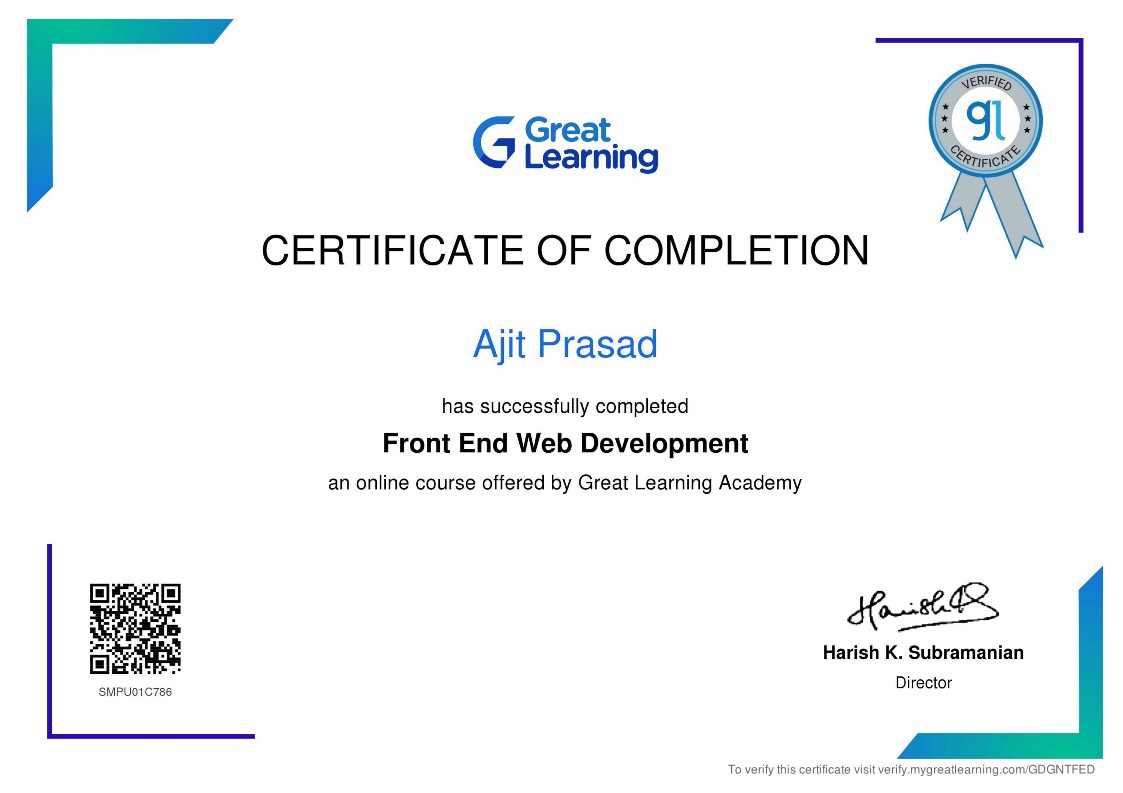 Great
Learning
VERIFIED
gl
CERTIFICATE
CERTIFICATE OF COMPLETION
Ajit Prasad
has successfully completed
Front End Web Development
an online course offered by Great Learning Academy
SMPU01C786
Harish K. Subramanian
Director
To verify this certificate visit verify.mygreatlearning.com/GDGNTFED